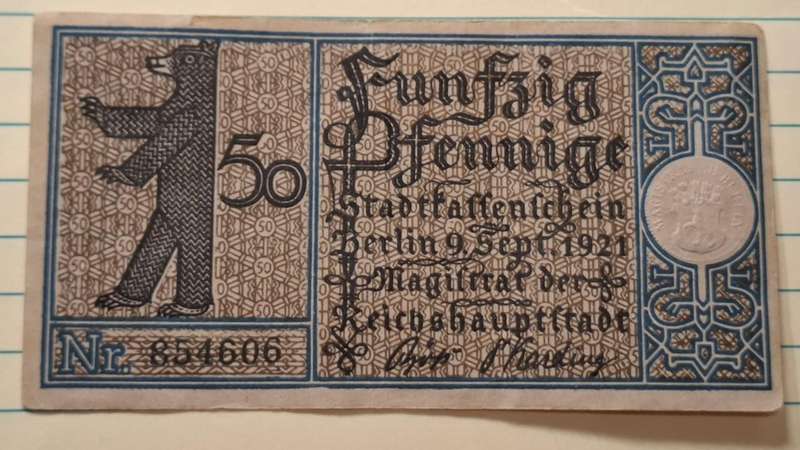 50
Funfzig
Pfennige
Stadtkassenschein
Berlin 9. Sept. 1921
Magistrat der
Reichshauptstadt
Nr. 854606